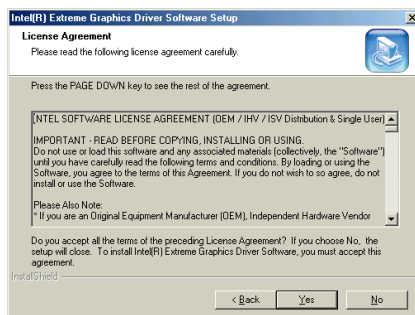 Intel(R) Extreme Graphics Driver Software Setup
License Agreement
Please read the following license agreement carefully.
Press the PAGE DOWN key to see the rest of the agreement.
INTEL SOFTWARE LICENSE AGREEMENT (OEM / IHV / ISV Distribution & Single User)
IMPORTANT - READ BEFORE COPYING, INSTALLING OR USING.
Do not use or load this software and any associated materials (collectively, the "Software")
until you have carefully read the following terms and conditions. By loading or using the
Software, you agree to the terms of this Agreement. If you do not wish to so agree, do not
install or use the Software.
Please Also Note:
* If you are an Original Equipment Manufacturer (OEM), Independent Hardware Vendor
Do you accept all the terms of the preceding License Agreement? If you choose No, the
setup will close. To install Intel(R) Extreme Graphics Driver Software, you must accept this
agreement.
InstallShield
< Back
Yes
No